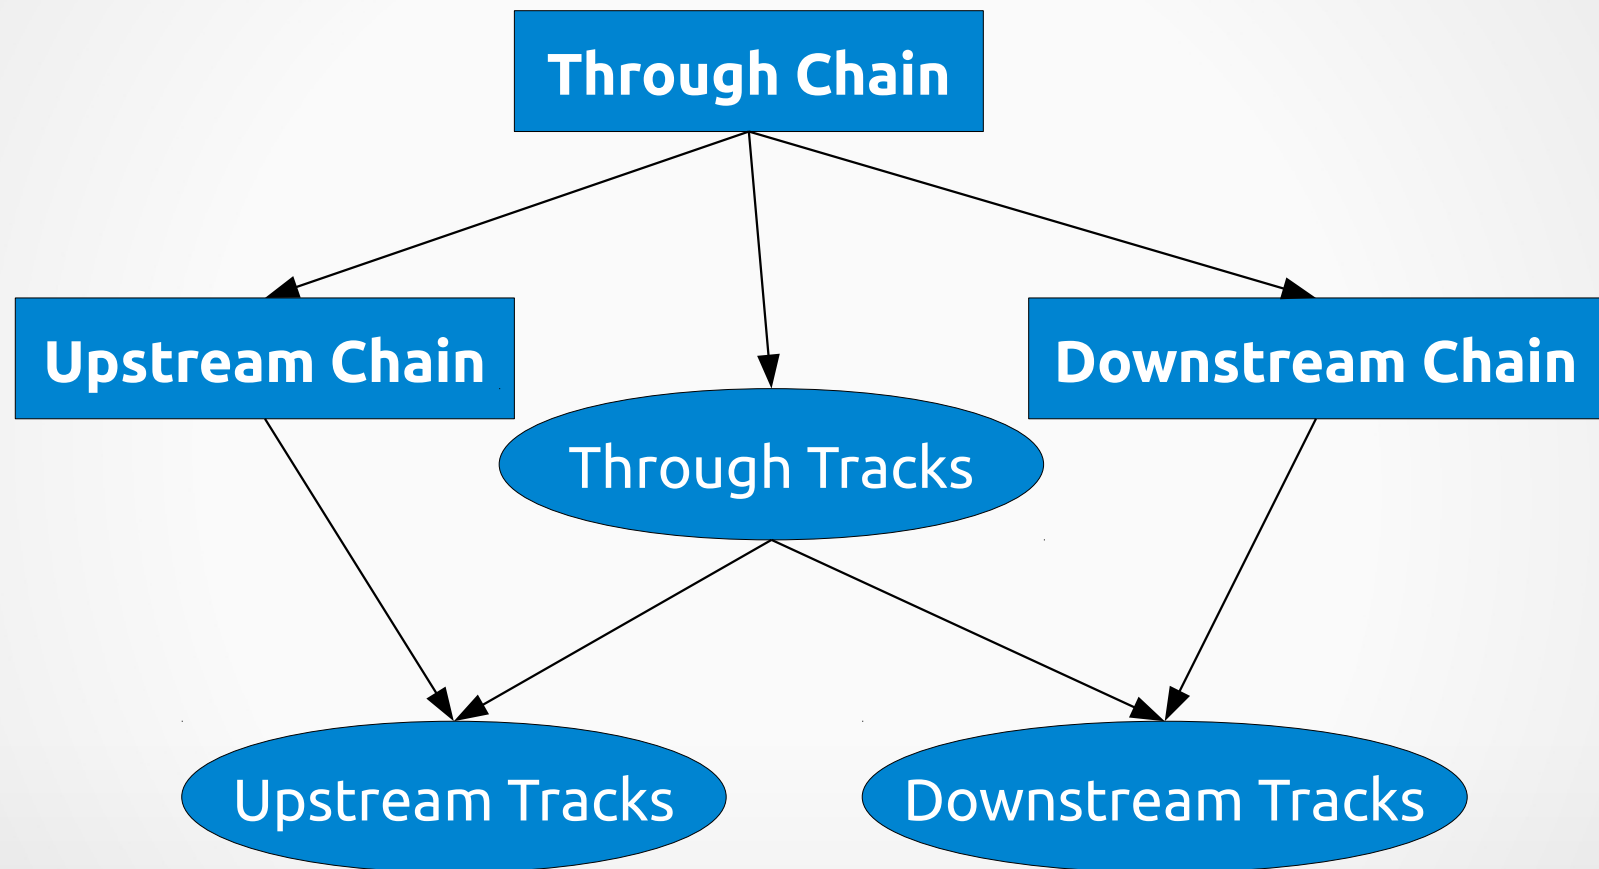 Through Chain
Upstream Chain
Downstream Chain
Through Tracks
Upstream Tracks
Downstream Tracks